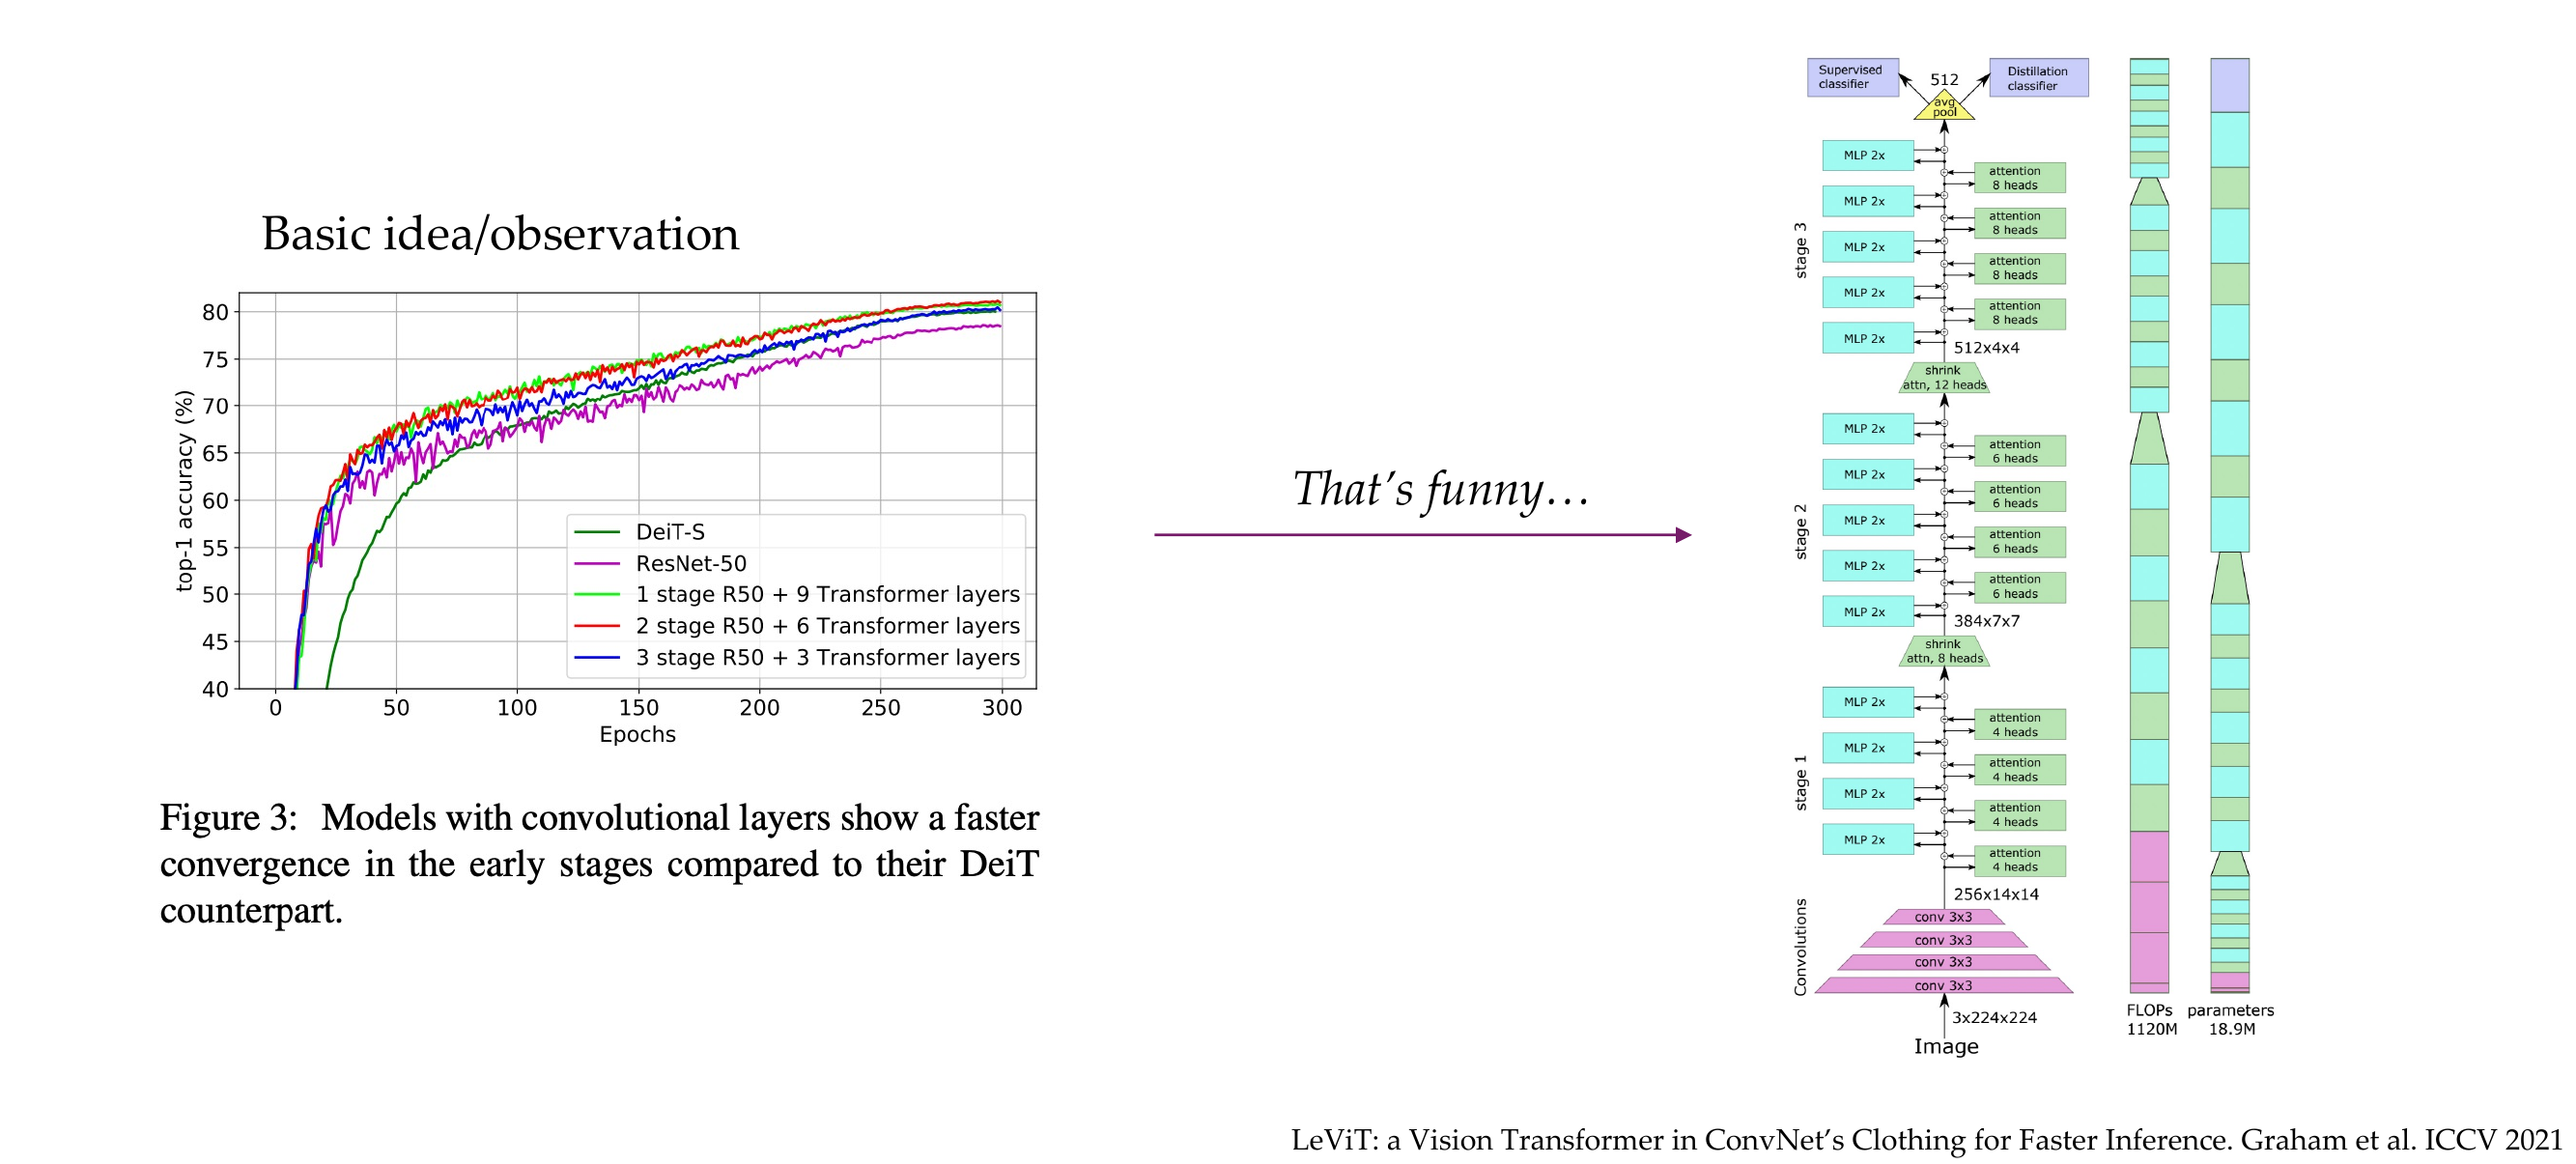 Basic idea/observation
top-1 accuracy (%)
80
75
70
65
60
55
50
45
40
0 50 100 150 200 250 300
Epochs
DeiT-S
ResNet-50
1 stage R50 + 9 Transformer layers
2 stage R50 + 6 Transformer layers
3 stage R50 + 3 Transformer layers
Figure 3: Models with convolutional layers show a faster
convergence in the early stages compared to their DeiT
counterpart.
That's funny...
Supervised
classifier
512
Distillation
classifier
avg
pool
stage 3
MLP 2x
attention
8 heads
MLP 2x
attention
8 heads
MLP 2x
attention
8 heads
MLP 2x
attention
8 heads
MLP 2x
512x4x4
shrink
attn, 12 heads
stage 2
MLP 2x
attention
6 heads
MLP 2x
attention
6 heads
MLP 2x
attention
6 heads
MLP 2x
attention
6 heads
MLP 2x
384x7x7
shrink
attn, 8 heads
stage 1
MLP 2x
attention
4 heads
MLP 2x
attention
4 heads
MLP 2x
attention
4 heads
MLP 2x
attention
4 heads
256x14x14
Convolutions
conv 3x3
conv 3x3
conv 3x3
conv 3x3
3x224x224
Image
FLOPs
1120M
parameters
18.9M
LeViT: a Vision Transformer in ConvNet's Clothing for Faster Inference. Graham et al. ICCV 2021